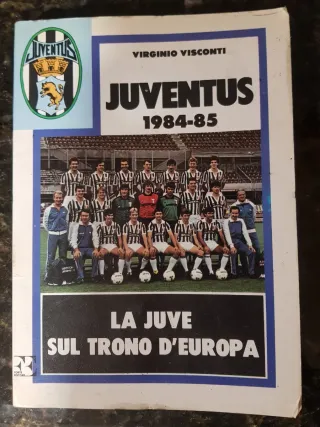 JUVENTUS
VIRGINIO VISCONTI
JUVENTUS
1984-85
LA JUVE
SUL TRONO D'EUROPA